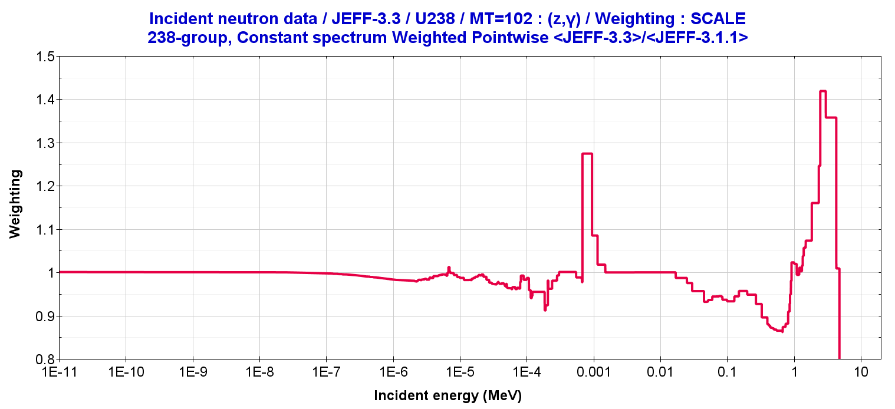 Incident neutron data / JEFF-3.3 / U238 / MT=102 : (z,γ) / Weighting : SCALE
238-group, Constant spectrum Weighted Pointwise <JEFF-3.3>/<JEFF-3.1.1>
1.5
1.4
1.3
1.2
1.1
1
0.9
0.8
Weighting
1E-11
1E-10
1E-9
1E-8
1E-7
1E-6
1E-5
1E-4
0.001
0.01
0.1
1
10
Incident energy (MeV)